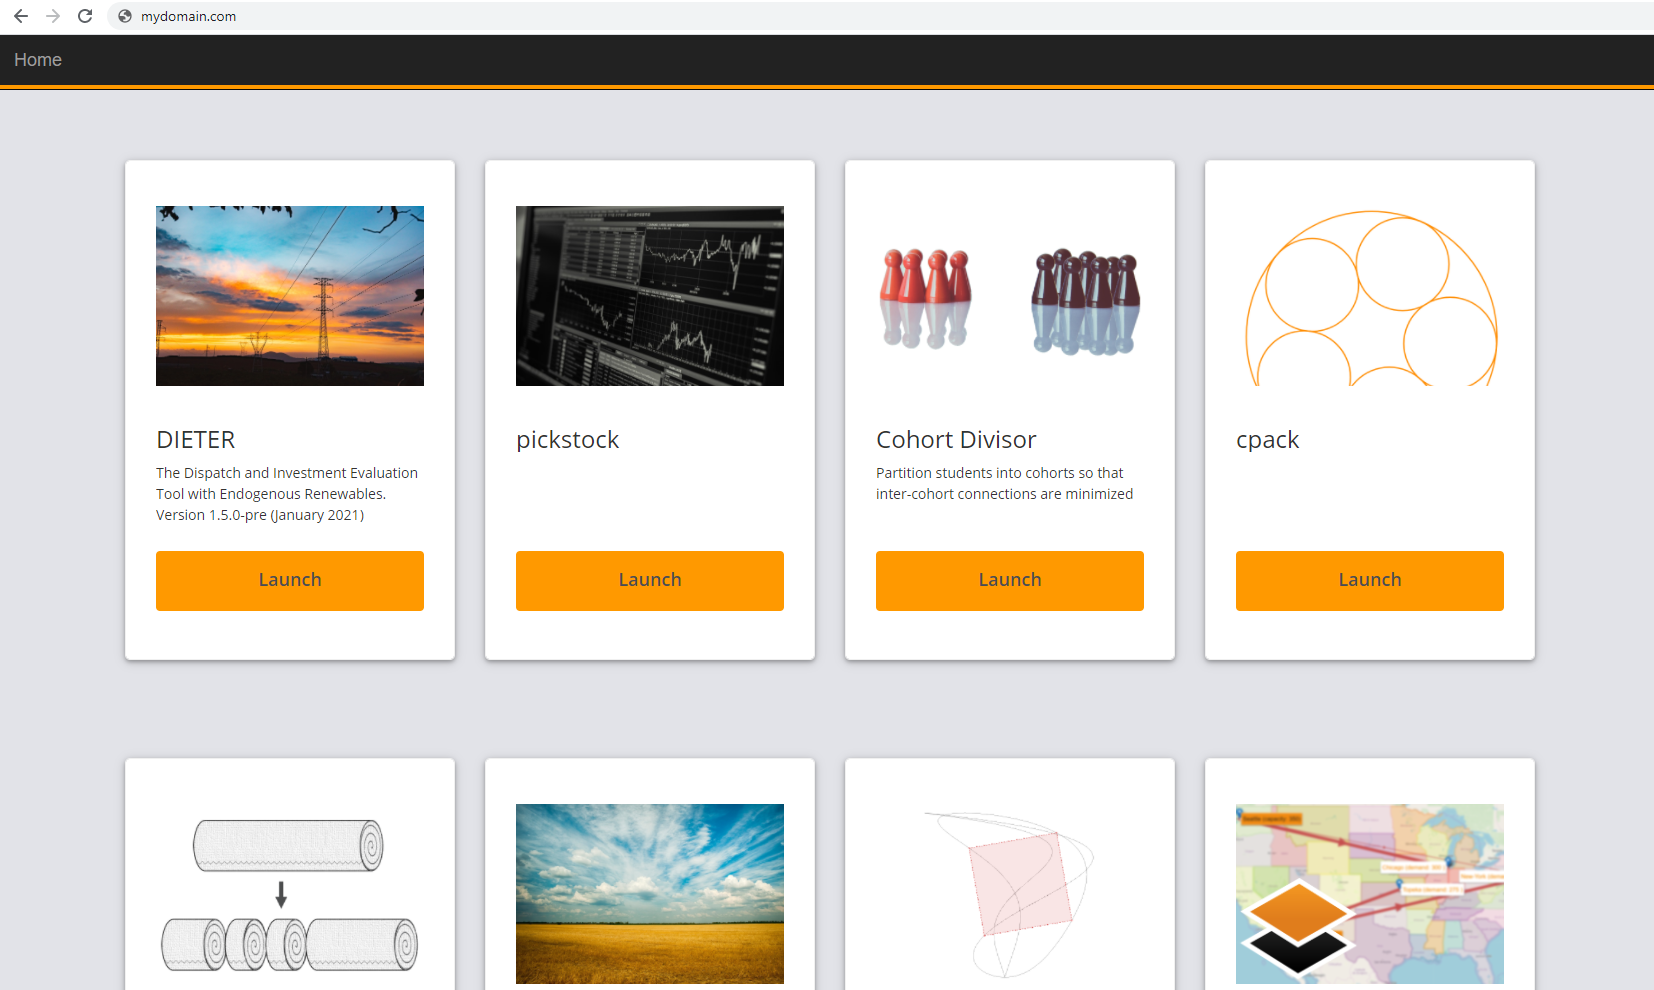 mydomain.com
Home
DIETER
The Dispatch and Investment Evaluation
Tool with Endogenous Renewables.
Version 1.5.0-pre (January 2021)
Launch
pickstock
Launch
Cohort Divisor
Partition students into cohorts so that
inter-cohort connections are minimized
Launch
cpack
Launch